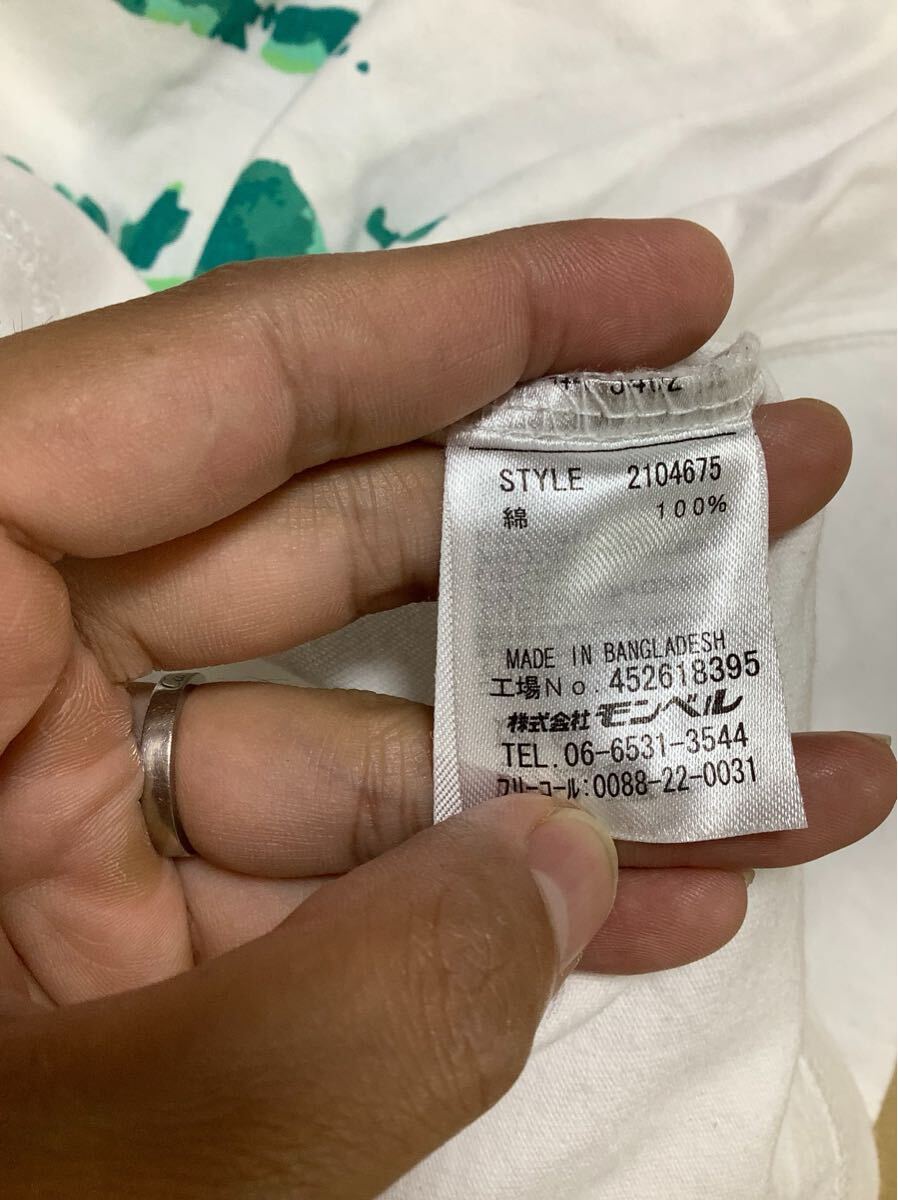 STYLE 2104675
綿 100%
MADE IN BANGLADESH
工場No.452618395
株式会社モンベル
TEL.06-6531-3544
ﾌﾘｰｺｰﾙ:0088-22-0031